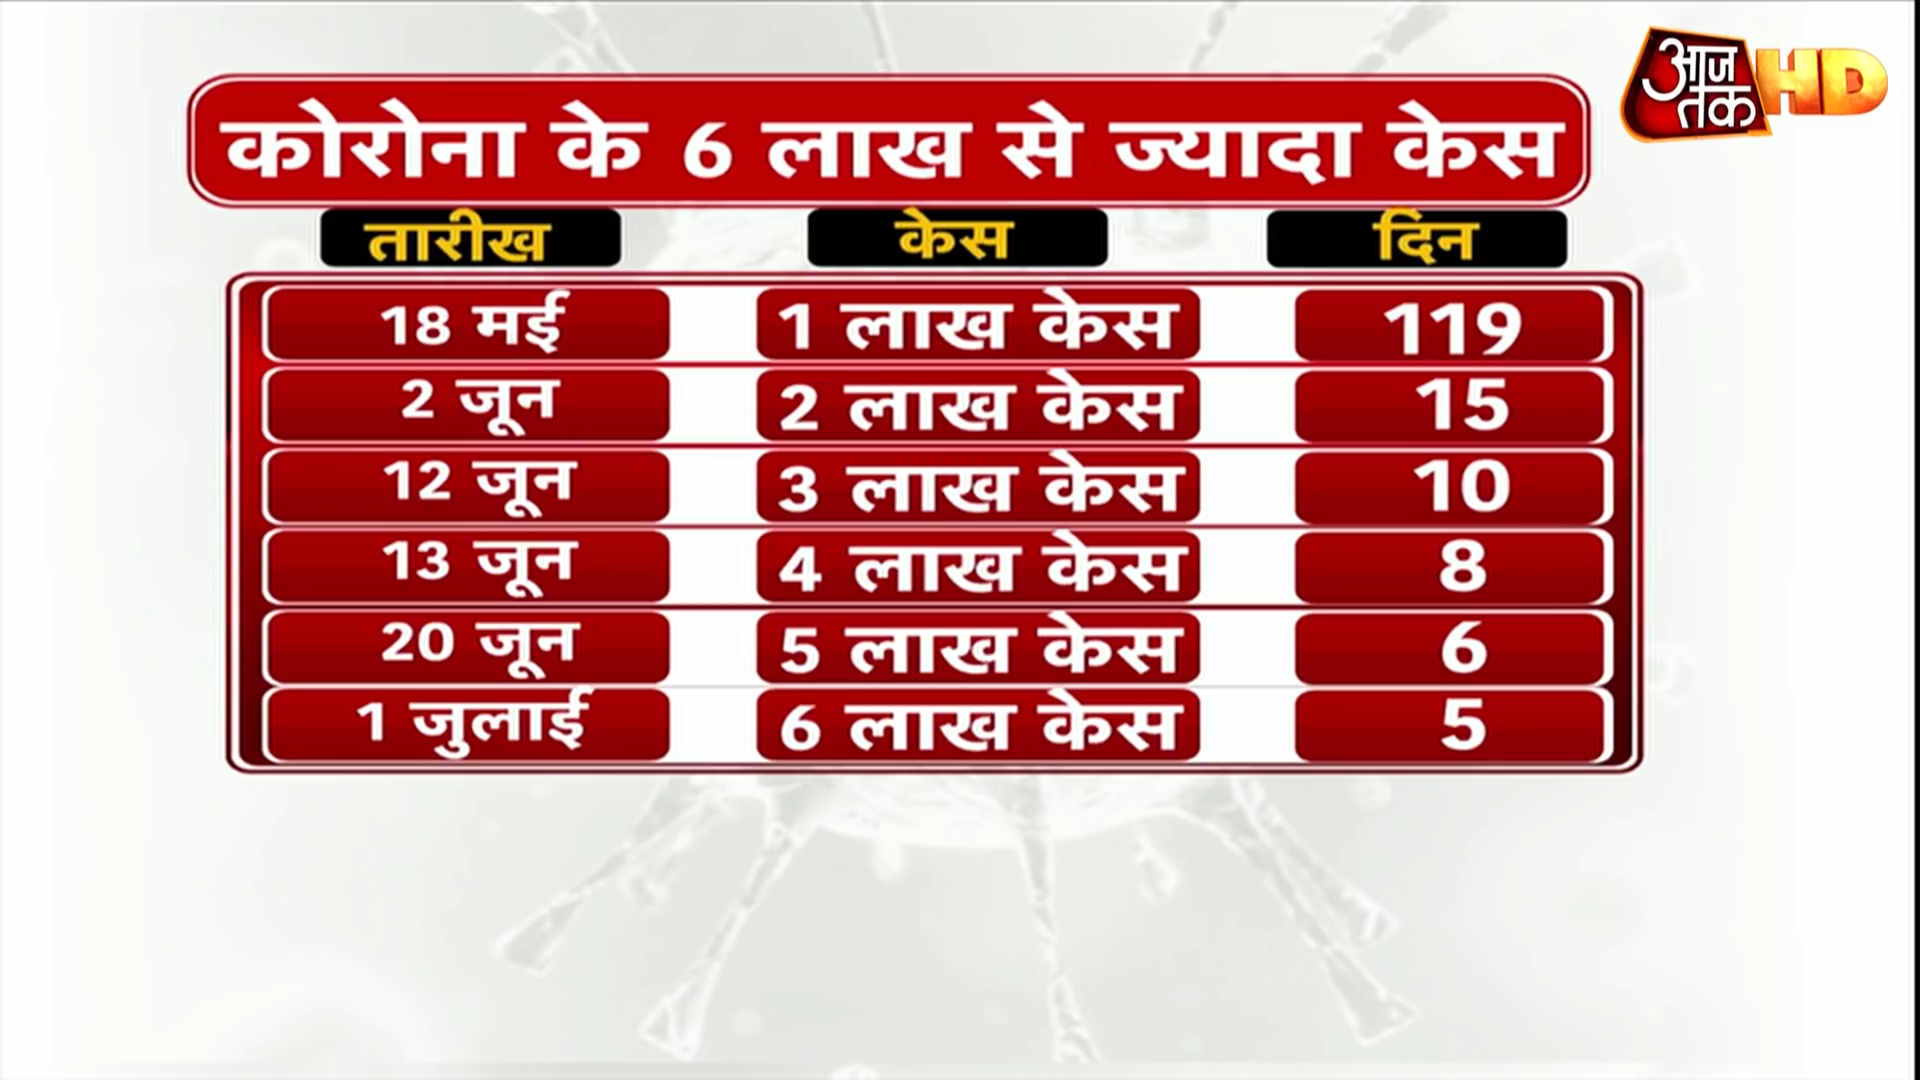 आज तक HD
कोरोना के 6 लाख से ज्यादा केस
तारीख केस दिन
18 मई 1 लाख केस 119
2 जून 2 लाख केस 15
12 जून 3 लाख केस 10
13 जून 4 लाख केस 8
20 जून 5 लाख केस 6
1 जुलाई 6 लाख केस 5